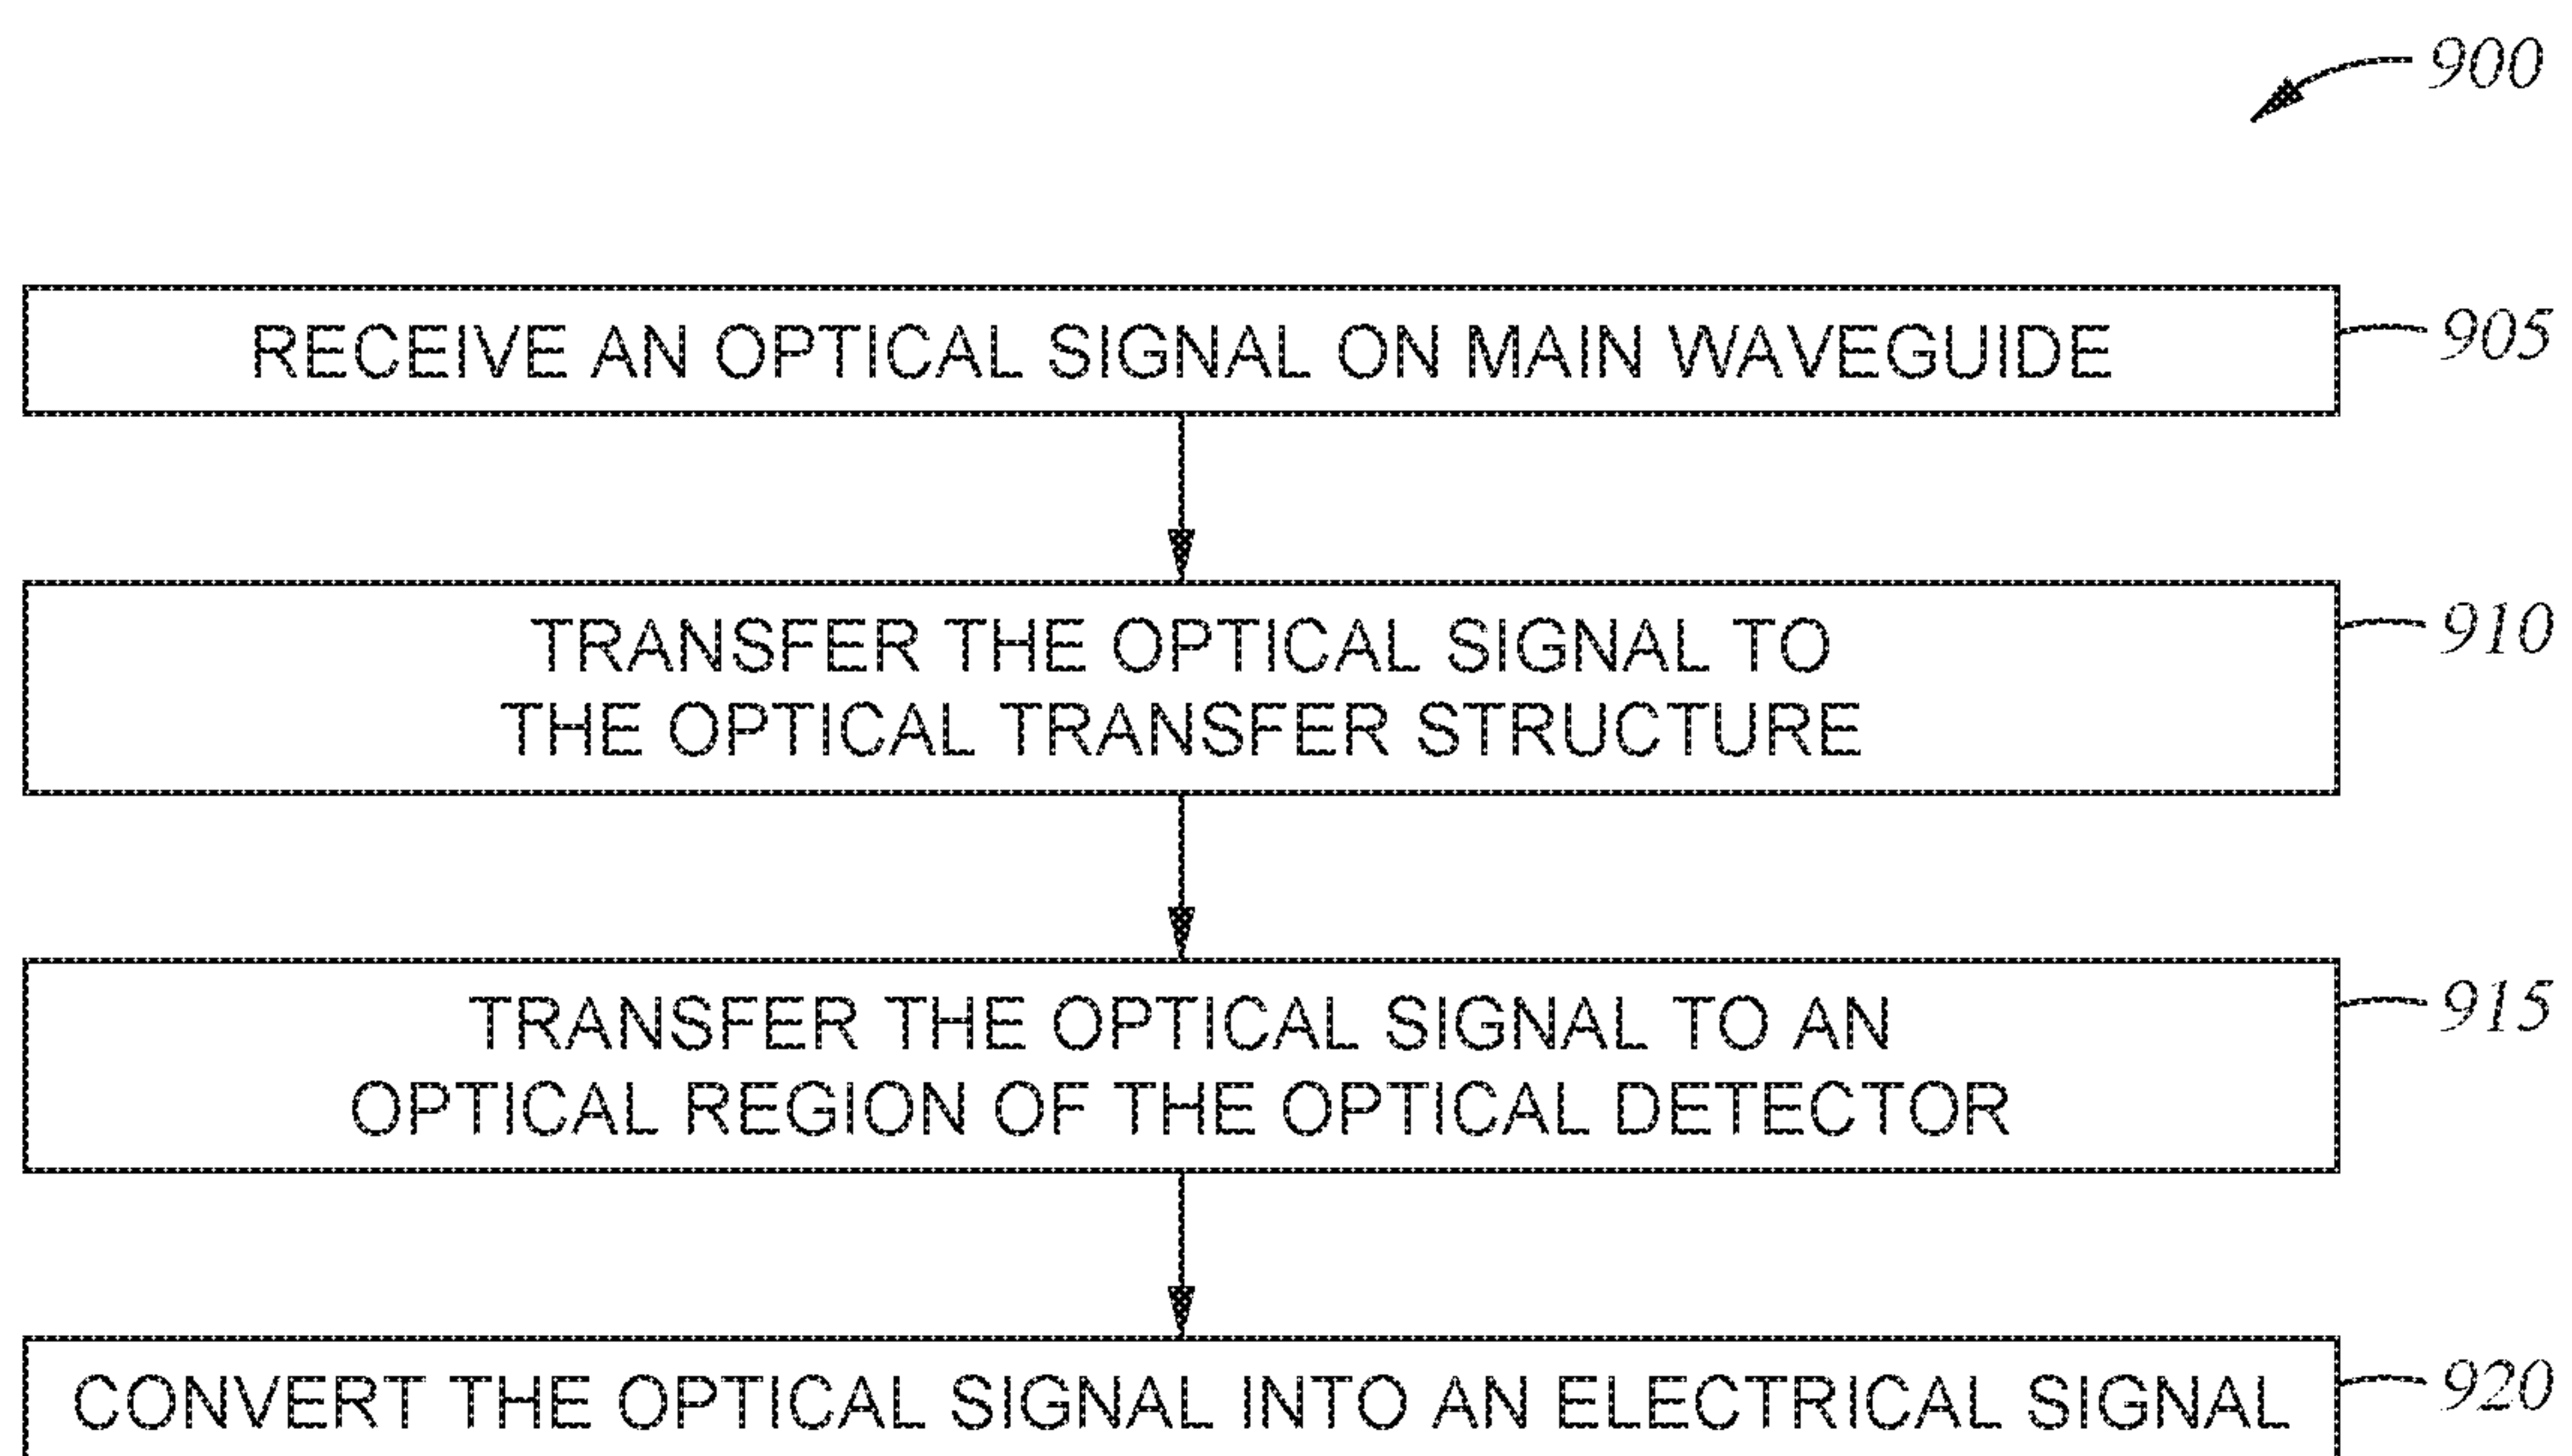 900
RECEIVE AN OPTICAL SIGNAL ON MAIN WAVEGUIDE
905
TRANSFER THE OPTICAL SIGNAL TO
THE OPTICAL TRANSFER STRUCTURE
910
TRANSFER THE OPTICAL SIGNAL TO AN
OPTICAL REGION OF THE OPTICAL DETECTOR
915
CONVERT THE OPTICAL SIGNAL INTO AN ELECTRICAL SIGNAL
920